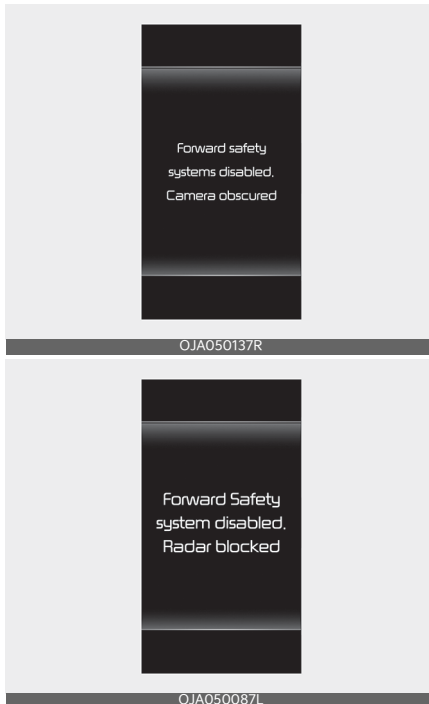 Forward safety
systems disabled.
Camera obscured
OJA050137R
Forward Safety
system disabled.
Radar blocked
OJA050087L